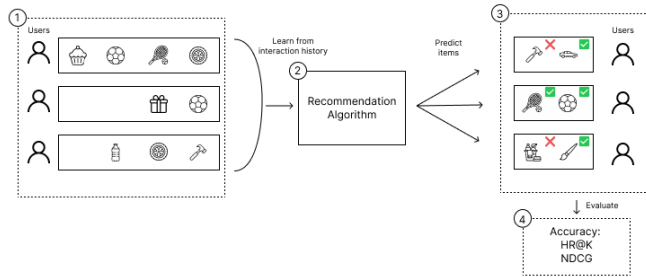 1
Users
Learn from
interaction history
2
Recommendation
Algorithm
Predict
items
3
Users
Evaluate
4
Accuracy:
HR@K
NDCG